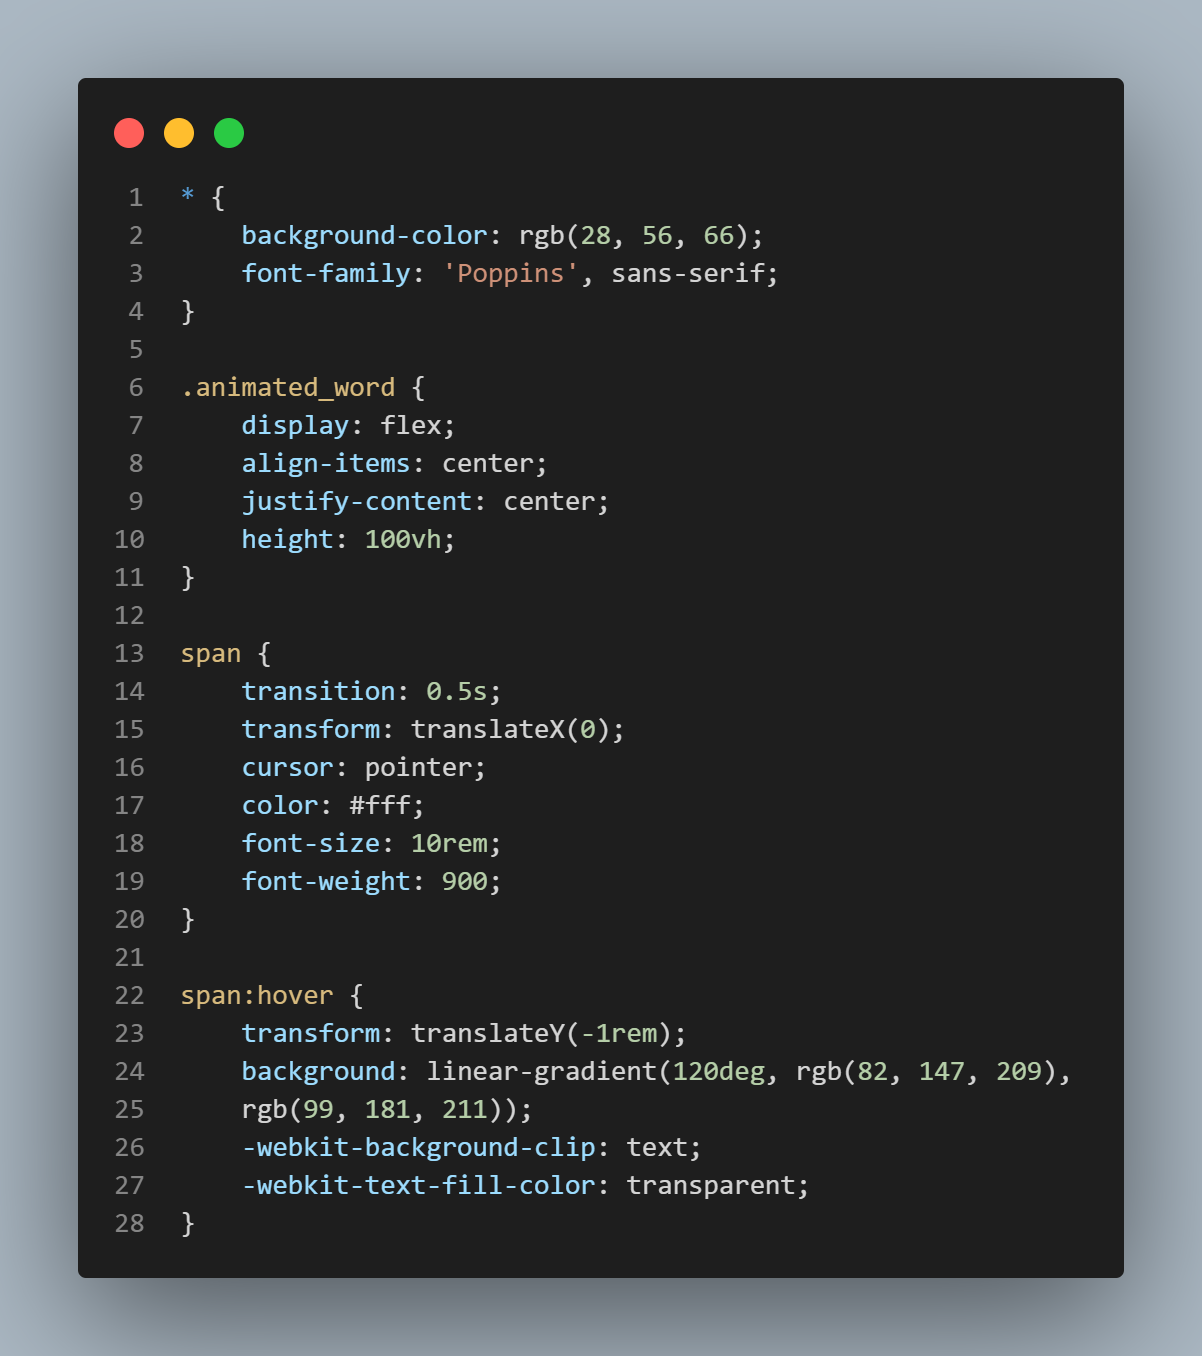 1 * {
2     background-color: rgb(28, 56, 66);
3     font-family: 'Poppins', sans-serif;
4 }
5
6 .animated_word {
7     display: flex;
8     align-items: center;
9     justify-content: center;
10     height: 100vh;
11 }
12
13 span {
14     transition: 0.5s;
15     transform: translateX(0);
16     cursor: pointer;
17     color: #fff;
18     font-size: 10rem;
19     font-weight: 900;
20 }
21
22 span:hover {
23     transform: translateY(-1rem);
24     background: linear-gradient(120deg, rgb(82, 147, 209),
25     rgb(99, 181, 211));
26     -webkit-background-clip: text;
27     -webkit-text-fill-color: transparent;
28 }